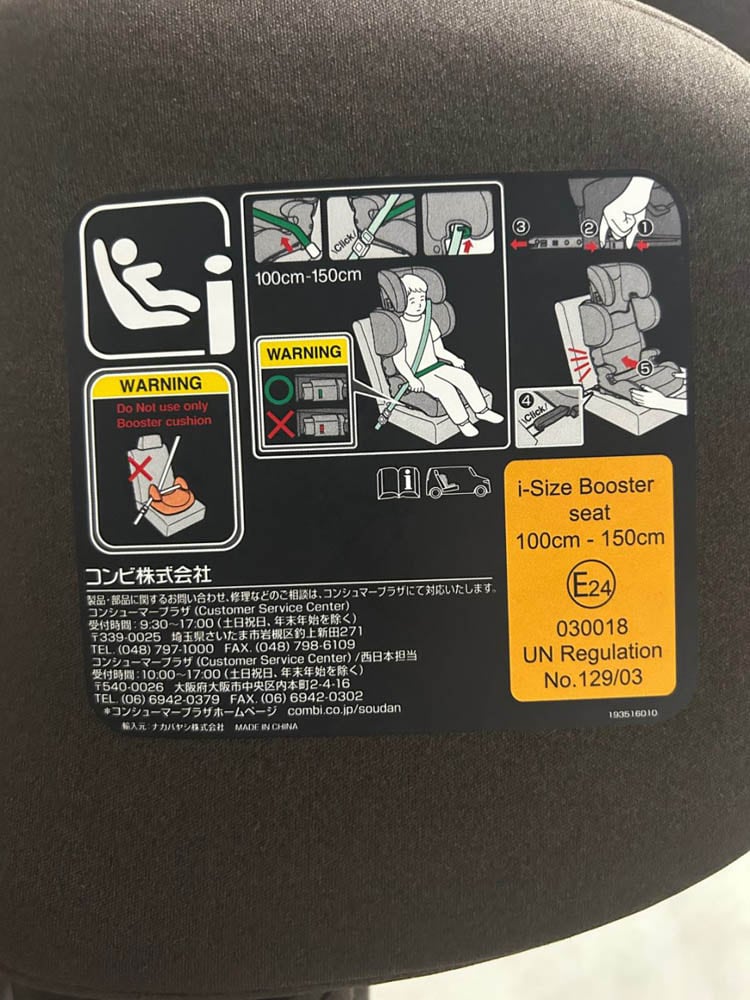 Click
100cm-150cm
WARNING
③
②
①
④
Click
⑤
WARNING
Do Not use only
Booster cushion
i-Size Booster
seat
100cm - 150cm
E24
030018
UN Regulation
No.129/03
コンビ株式会社
製品・部品に関するお問い合わせ、修理などのご相談は、コンシューマープラザにて対応いたします。
コンシューマープラザ (Customer Service Center)
受付時間：9:30～17:00（土日祝日、年末年始を除く）
〒339-0025 埼玉県さいたま市岩槻区釣上新田271
TEL. (048) 797-1000 FAX. (048) 798-6109
コンシューマープラザ (Customer Service Center) /西日本担当
受付時間：10:00～17:00（土日祝日、年末年始を除く）
〒540-0026 大阪府大阪市中央区内本町2-4-16
TEL. (06) 6942-0379 FAX. (06) 6942-0302
＊コンシューマープラザホームページ combi.co.jp/soudan
輸入元：ナカバヤシ株式会社 MADE IN CHINA
193516010